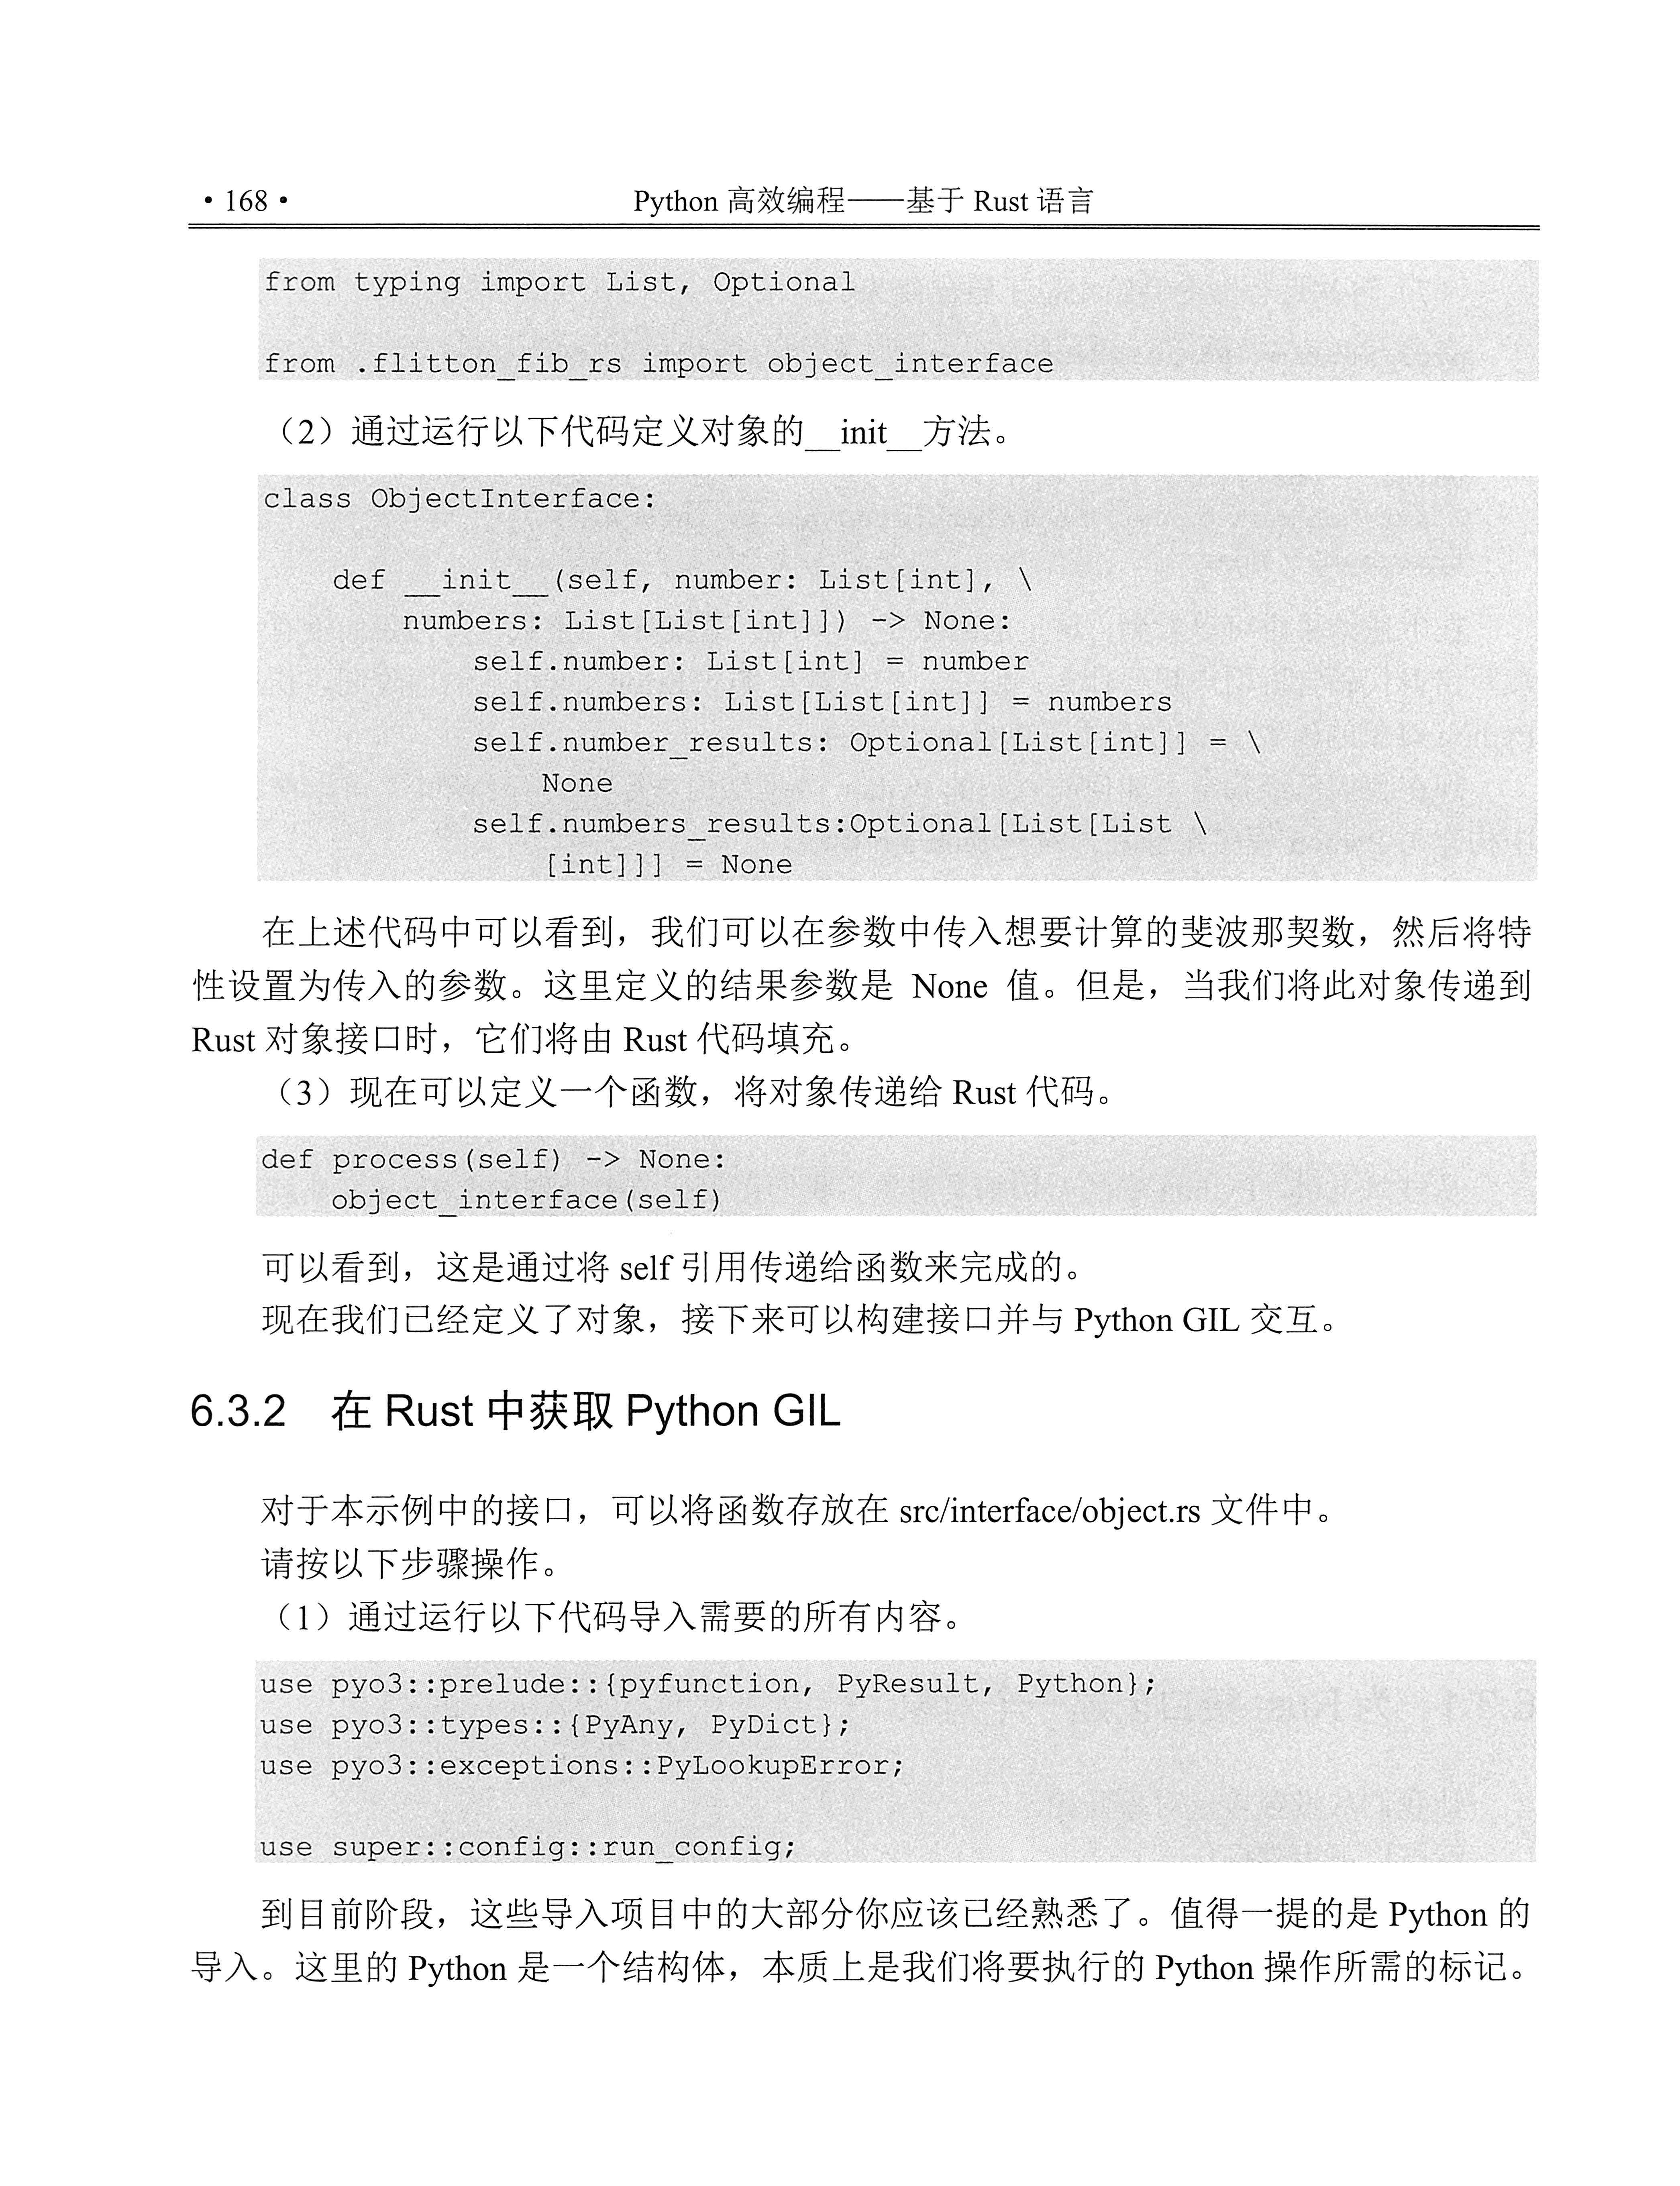 • 168 •
Python 高效编程——基于 Rust 语言
from typing import List, Optional
from .flitton_fib_rs import object_interface
（2）通过运行以下代码定义对象的__init__方法。
class ObjectInterface:
    def __init__(self, number: List[int], \
        numbers: List[List[int]]) -> None:
            self.number: List[int] = number
            self.numbers: List[List[int]] = numbers
            self.number_results: Optional[List[int]] = \
                None
            self.numbers_results:Optional[List[List \
                [int]]] = None
在上述代码中可以看到，我们可以在参数中传入想要计算的斐波那契数，然后将特
性设置为传入的参数。这里定义的结果参数是 None 值。但是，当我们将此对象传递到
Rust 对象接口时，它们将由 Rust 代码填充。
（3）现在可以定义一个函数，将对象传递给 Rust 代码。
def process(self) -> None:
    object_interface(self)
可以看到，这是通过将 self 引用传递给函数来完成的。
现在我们已经定义了对象，接下来可以构建接口并与 Python GIL 交互。
6.3.2 在 Rust 中获取 Python GIL
对于本示例中的接口，可以将函数存放在 src/interface/object.rs 文件中。
请按以下步骤操作。
（1）通过运行以下代码导入需要的所有内容。
use pyo3::prelude::{pyfunction, PyResult, Python};
use pyo3::types::{PyAny, PyDict};
use pyo3::exceptions::PyLookupError;
use super::config::run_config;
到目前阶段，这些导入项目中的大部分你应该已经熟悉了。值得一提的是 Python 的
导入。这里的 Python 是一个结构体，本质上是我们将要执行的 Python 操作所需的标记。